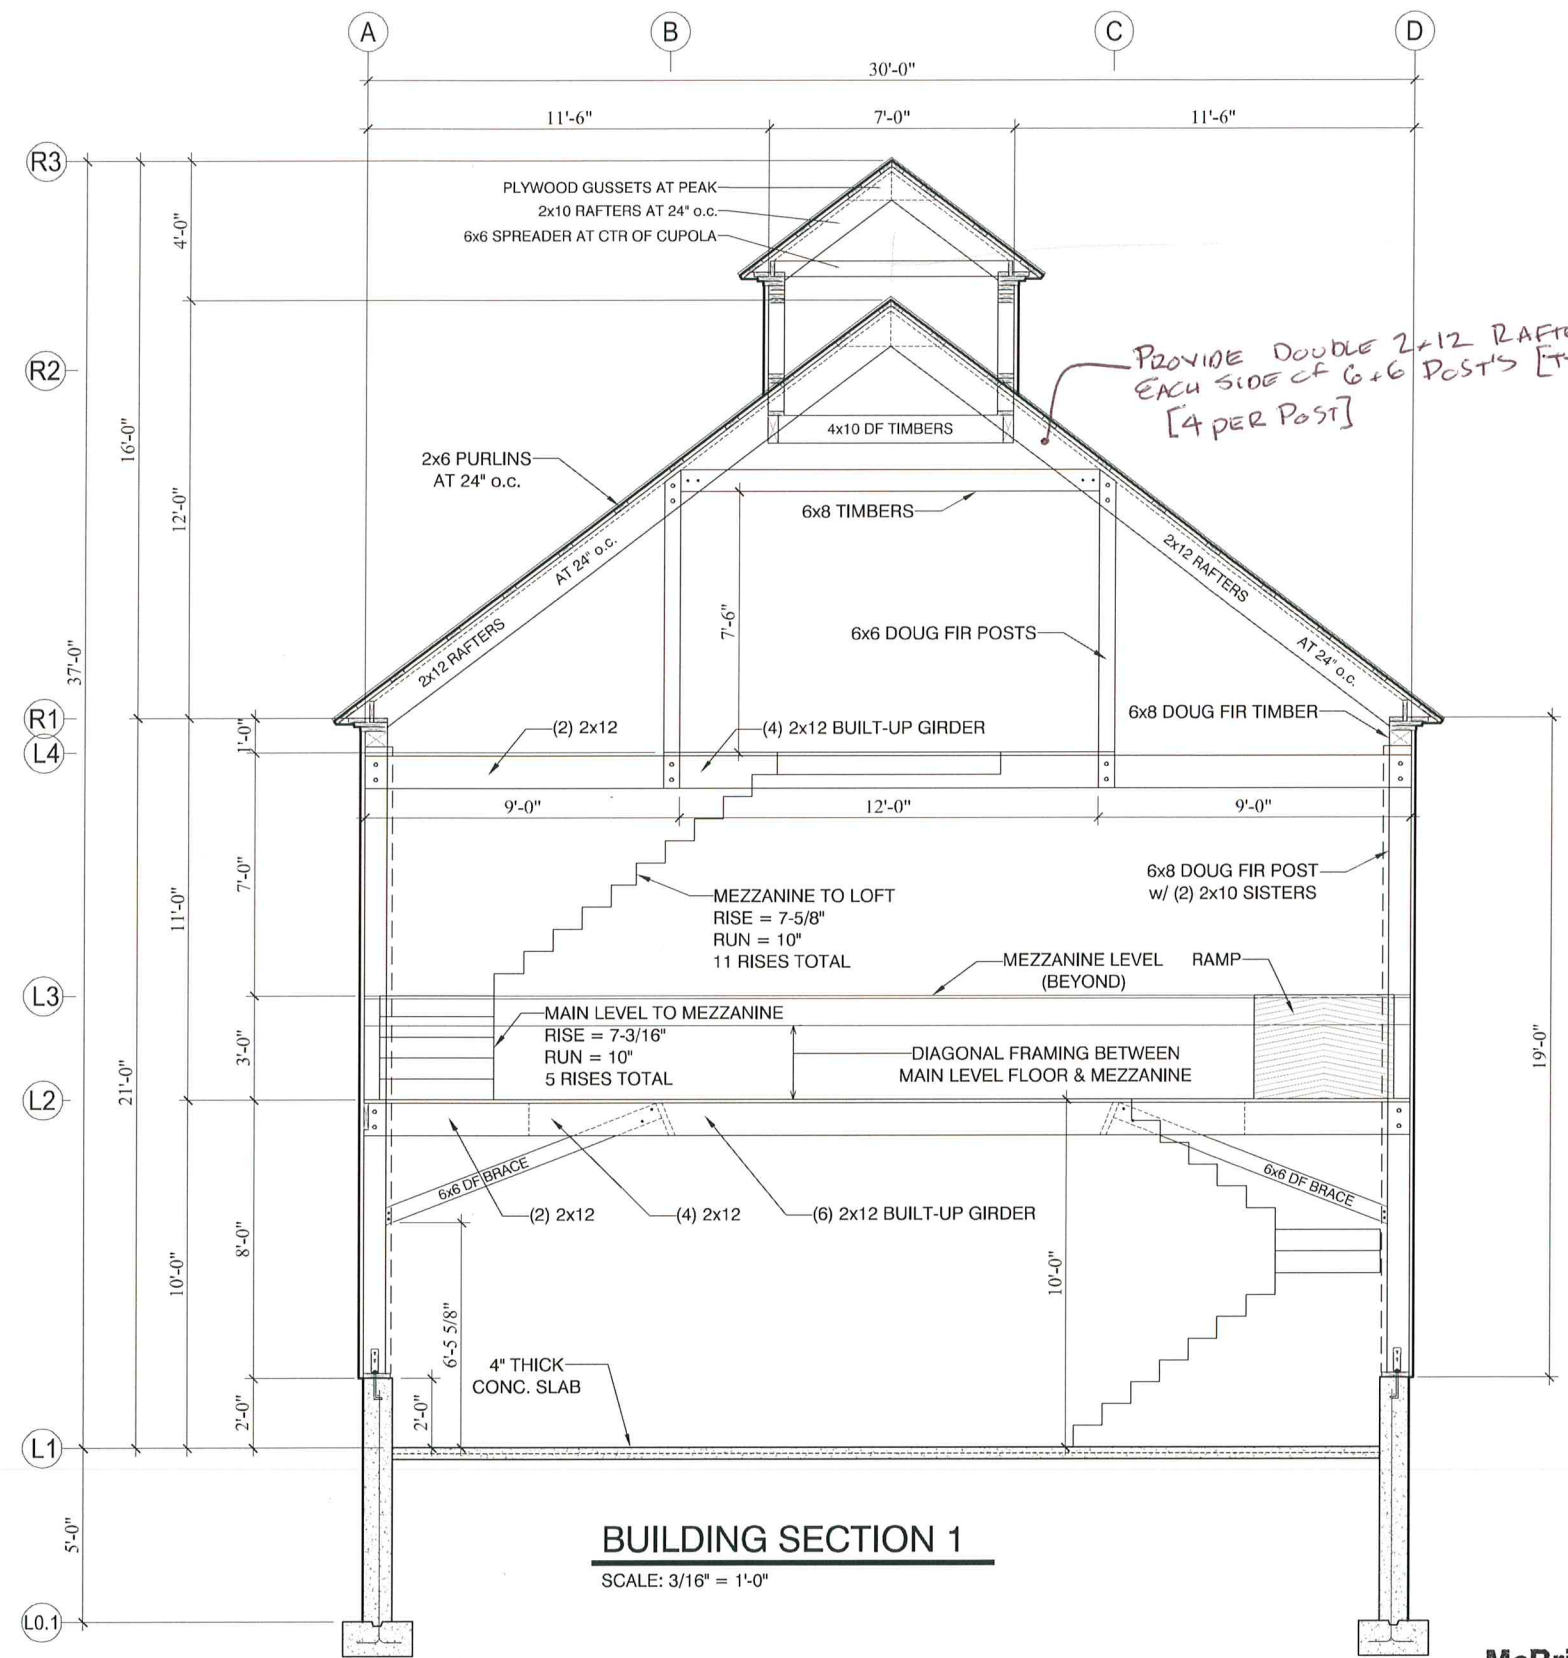 A B C D
30'-0"
11'-6" 7'-0" 11'-6"
R3
PLYWOOD GUSSETS AT PEAK
2x10 RAFTERS AT 24" o.c.
6x6 SPREADER AT CTR OF CUPOLA
4'-0"
R2
PROVIDE DOUBLE 2x12
EACH SIDE OF 6x6 POST'S
[4 PER POST]
4x10 DF TIMBERS
16'-0"
2x6 PURLINS
AT 24" o.c.
12'-0"
6x8 TIMBERS
2x12 RAFTERS
AT 24" o.c.
2x12 RAFTERS
AT 24" o.c.
7'-6"
6x6 DOUG FIR POSTS
37'-0"
R1
1'-0"
(2) 2x12
(4) 2x12 BUILT-UP GIRDER
6x8 DOUG FIR TIMBER
L4
9'-0" 12'-0" 9'-0"
7'-0"
11'-0"
MEZZANINE TO LOFT
RISE = 7-5/8"
RUN = 10"
11 RISES TOTAL
6x8 DOUG FIR POST
w/ (2) 2x10 SISTERS
MEZZANINE LEVEL
(BEYOND)
RAMP
L3
MAIN LEVEL TO MEZZANINE
RISE = 7-3/16"
RUN = 10"
5 RISES TOTAL
3'-0"
DIAGONAL FRAMING BETWEEN
MAIN LEVEL FLOOR & MEZZANINE
19'-0"
21'-0"
L2
6x6 DF BRACE
6x6 DF BRACE
(2) 2x12
(4) 2x12
(6) 2x12 BUILT-UP GIRDER
8'-0"
10'-0"
10'-0"
6'-5 5/8"
4" THICK
CONC. SLAB
2'-0"
2'-0"
L1
5'-0"
BUILDING SECTION 1
SCALE: 3/16" = 1'-0"
L0.1